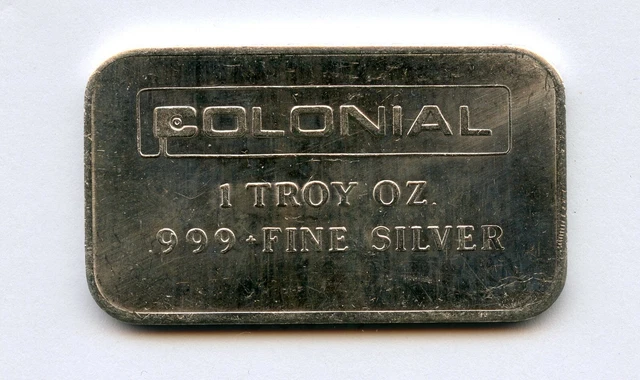 COLONIAL
1 TROY OZ.
.999+FINE SILVER